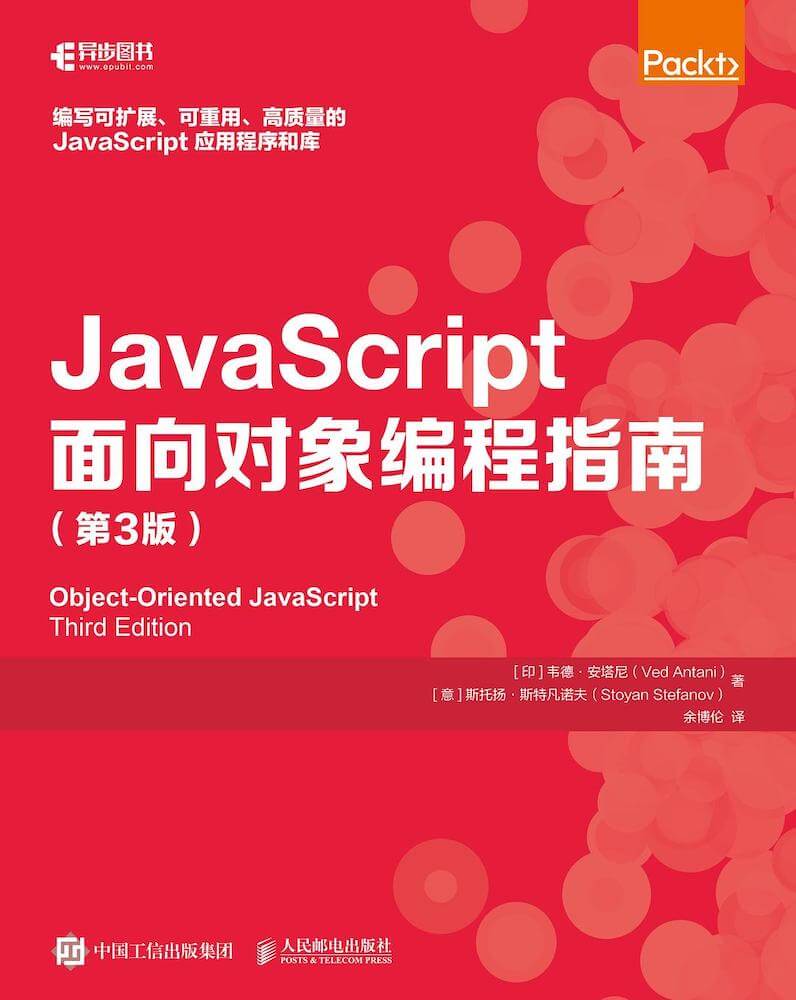 异步图书
www.epubit.com
Packt>
编写可扩展、可重用、高质量的
JavaScript 应用程序和库
JavaScript
面向对象编程指南
（第3版）
Object-Oriented JavaScript
Third Edition
［印］韦德·安塔尼（Ved Antani）
［意］斯托扬·斯特凡诺夫（Stoyan Stefanov） 著
余博伦 译
中国工信出版集团
人民邮电出版社
POSTS & TELECOM PRESS